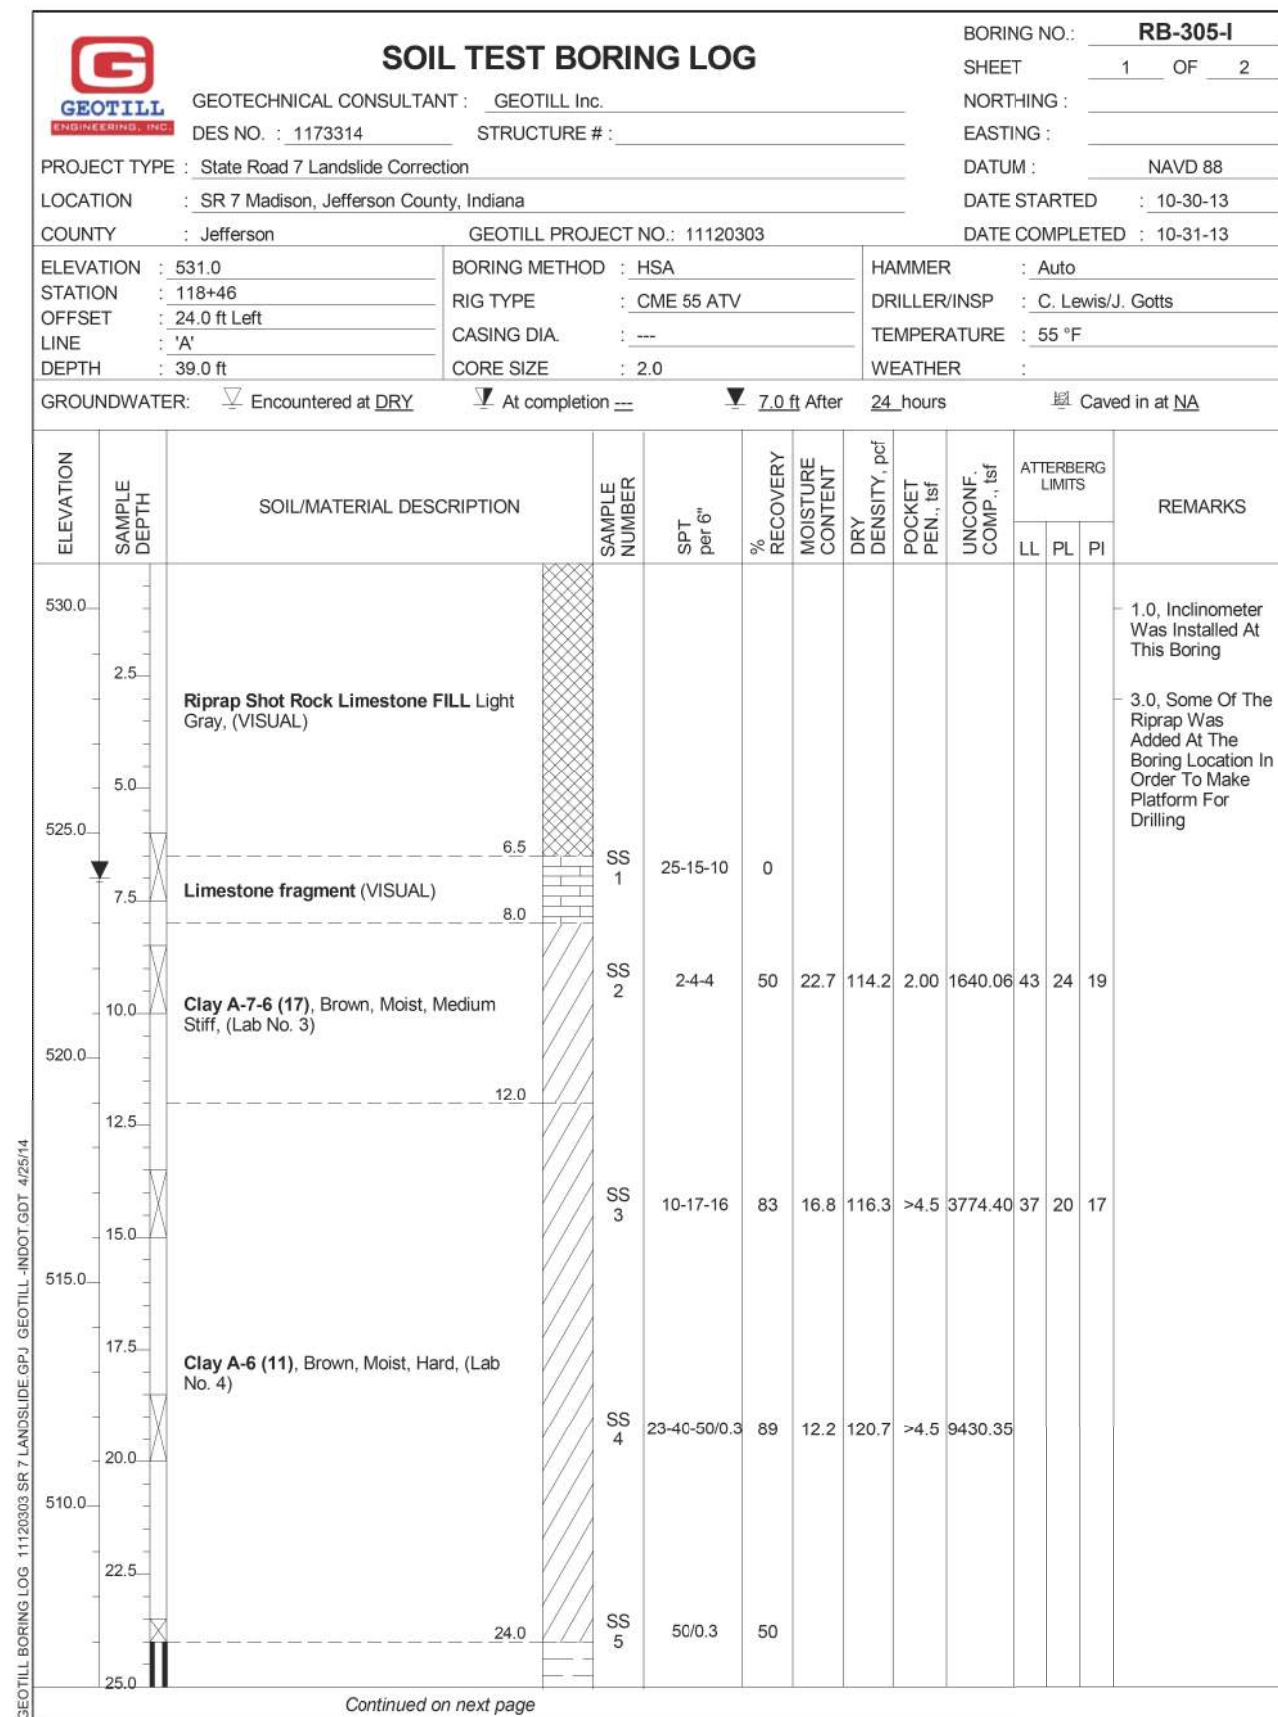 GEOTILL
ENGINEERING, INC.
SOIL TEST BORING LOG
BORING NO.: RB-305-I
SHEET 1 OF 2
GEOTECHNICAL CONSULTANT : GEOTILL Inc.
NORTHING :
DES NO. : 1173314 STRUCTURE # :
EASTING :
PROJECT TYPE : State Road 7 Landslide Correction
DATUM : NAVD 88
LOCATION : SR 7 Madison, Jefferson County, Indiana
DATE STARTED : 10-30-13
COUNTY : Jefferson GEOTILL PROJECT NO.: 11120303
DATE COMPLETED : 10-31-13
ELEVATION : 531.0
STATION : 118+46
OFFSET : 24.0 ft Left
LINE : 'A'
DEPTH : 39.0 ft
BORING METHOD : HSA
RIG TYPE : CME 55 ATV
CASING DIA. : ---
CORE SIZE : 2.0
HAMMER : Auto
DRILLER/INSP : C. Lewis/J. Gotts
TEMPERATURE : 55 °F
WEATHER :
GROUNDWATER: Encountered at DRY At completion --- 7.0 ft After 24 hours Caved in at NA
ELEVATION
SAMPLE DEPTH
SOIL/MATERIAL DESCRIPTION
SAMPLE NUMBER
SPT per 6"
% RECOVERY
MOISTURE CONTENT
DRY DENSITY, pcf
POCKET PEN., tsf
UNCONF. COMP., tsf
ATTERBERG LIMITS
LL PL PI
REMARKS
530.0
1.0, Inclinometer
Was Installed At
This Boring
2.5
Riprap Shot Rock Limestone FILL Light
Gray, (VISUAL)
3.0, Some Of The
Riprap Was
Added At The
Boring Location In
Order To Make
Platform For
Drilling
5.0
525.0
6.5
SS 1 25-15-10 0
7.5
Limestone fragment (VISUAL)
8.0
SS 2 2-4-4 50 22.7 114.2 2.00 1640.06 43 24 19
10.0
Clay A-7-6 (17), Brown, Moist, Medium
Stiff, (Lab No. 3)
520.0
12.0
12.5
SS 3 10-17-16 83 16.8 116.3 >4.5 3774.40 37 20 17
15.0
515.0
17.5
Clay A-6 (11), Brown, Moist, Hard, (Lab
No. 4)
SS 4 23-40-50/0.3 89 12.2 120.7 >4.5 9430.35
20.0
510.0
22.5
24.0
SS 5 50/0.3 50
25.0
Continued on next page
GEOTILL BORING LOG 11120303 SR 7 LANDSLIDE.GPJ GEOTILL -INDOT.GDT 4/25/14